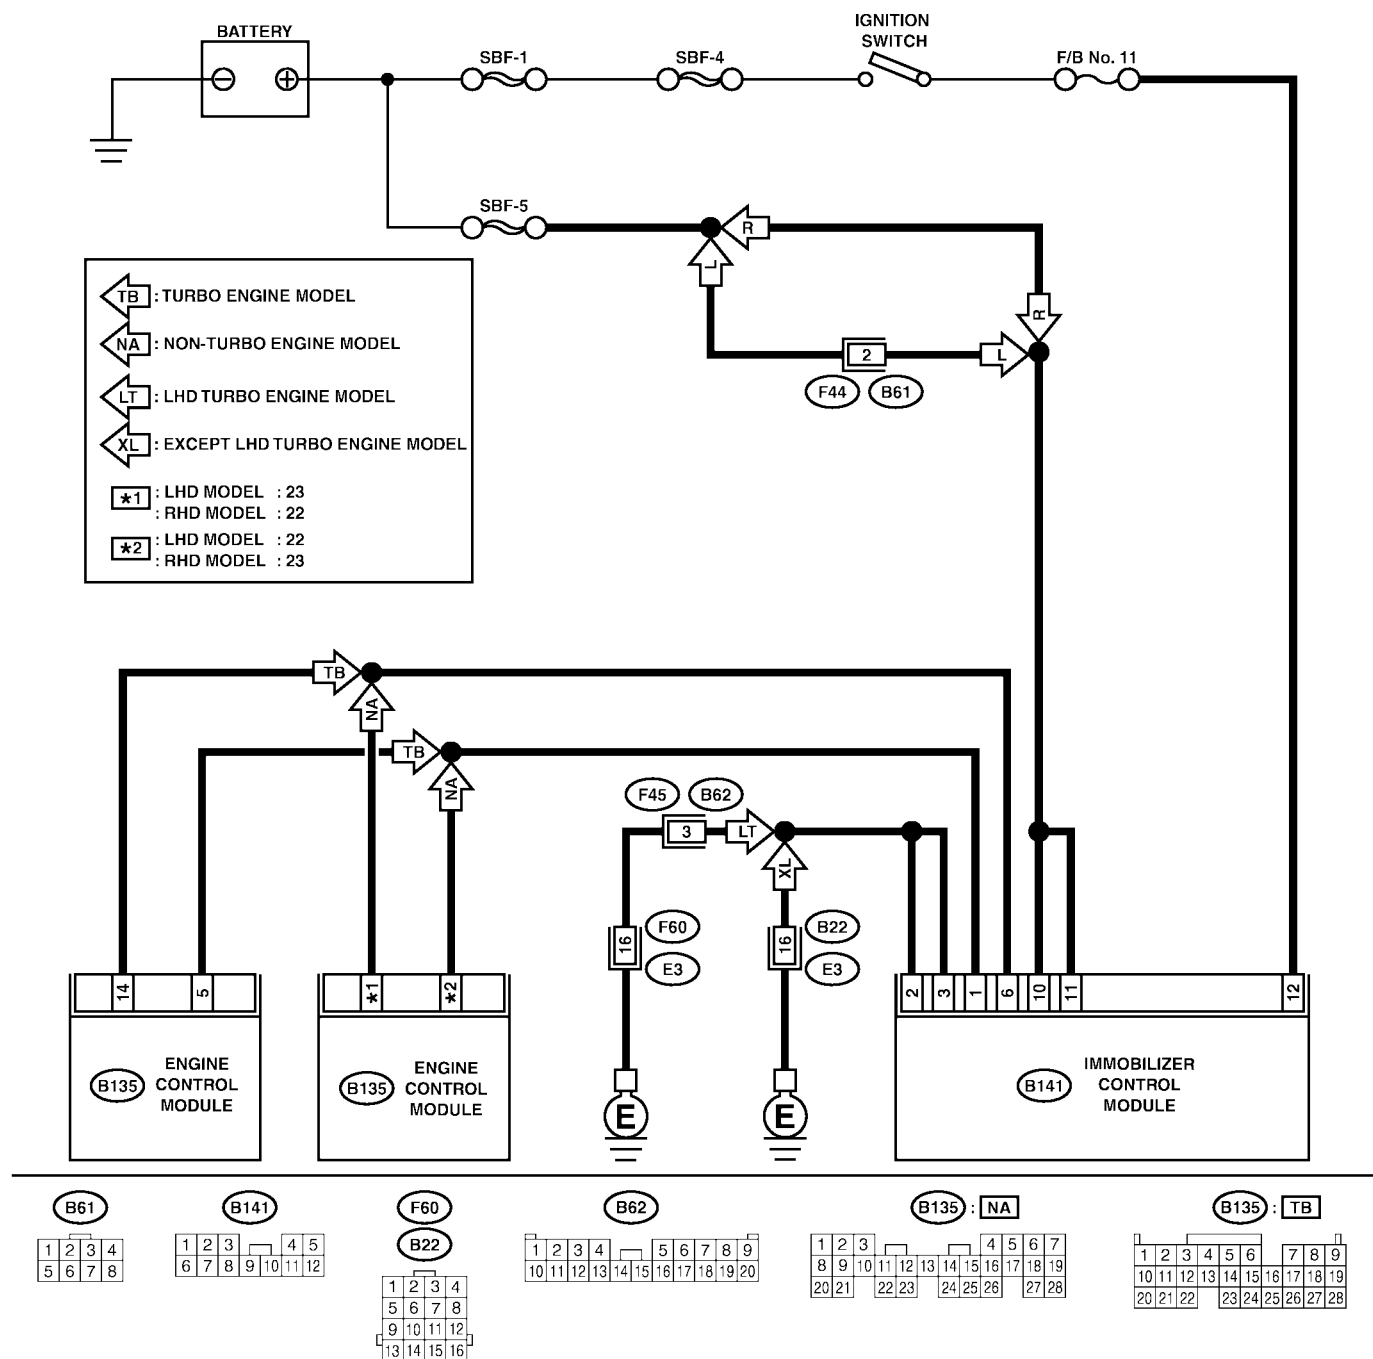 IGNITION
SWITCH
BATTERY
SBF-1
SBF-4
F/B No. 11
SBF-5
R
L
R
2
L
F44
B61
TB : TURBO ENGINE MODEL
NA : NON-TURBO ENGINE MODEL
LT : LHD TURBO ENGINE MODEL
XL : EXCEPT LHD TURBO ENGINE MODEL
*1 : LHD MODEL : 23
: RHD MODEL : 22
*2 : LHD MODEL : 22
: RHD MODEL : 23
TB
NA
TB
NA
F45
B62
3
LT
XL
16
F60
E3
16
B22
E3
14
5
*1
*2
2
3
1
6
10
11
12
B135
ENGINE
CONTROL
MODULE
B135
ENGINE
CONTROL
MODULE
E
E
B141
IMMOBILIZER
CONTROL
MODULE
B61
1 2 3 4
5 6 7 8
B141
1 2 3 4 5
6 7 8 9 10 11 12
F60
B22
1 2 3 4
5 6 7 8
9 10 11 12
13 14 15 16
B62
1 2 3 4 5 6 7 8 9
10 11 12 13 14 15 16 17 18 19 20
B135 : NA
1 2 3 4 5 6 7
8 9 10 11 12 13 14 15 16 17 18 19
20 21 22 23 24 25 26 27 28
B135 : TB
1 2 3 4 5 6 7 8 9
10 11 12 13 14 15 16 17 18 19
20 21 22 23 24 25 26 27 28